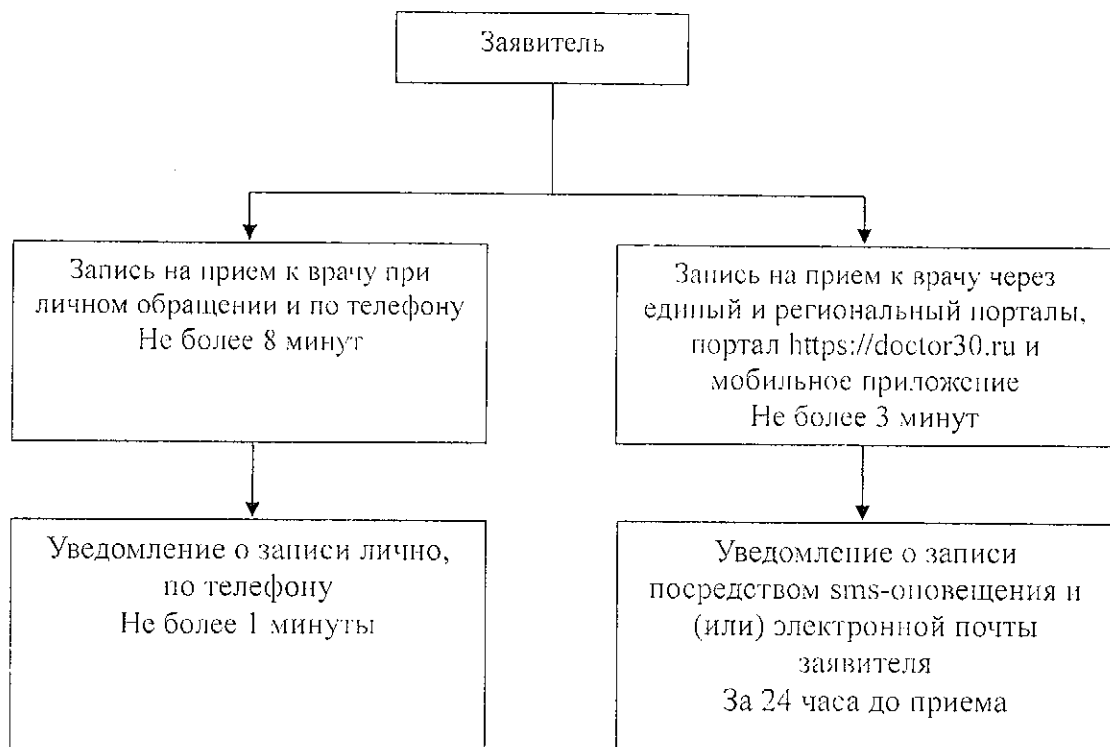 Заявитель
Запись на прием к врачу при
личном обращении и по телефону
Не более 8 минут
Запись на прием к врачу через
единый и региональный порталы,
портал https://doctor30.ru и
мобильное приложение
Не более 3 минут
Уведомление о записи лично,
по телефону
Не более 1 минуты
Уведомление о записи
посредством sms-оповещения и
(или) электронной почты
заявителя
За 24 часа до приема